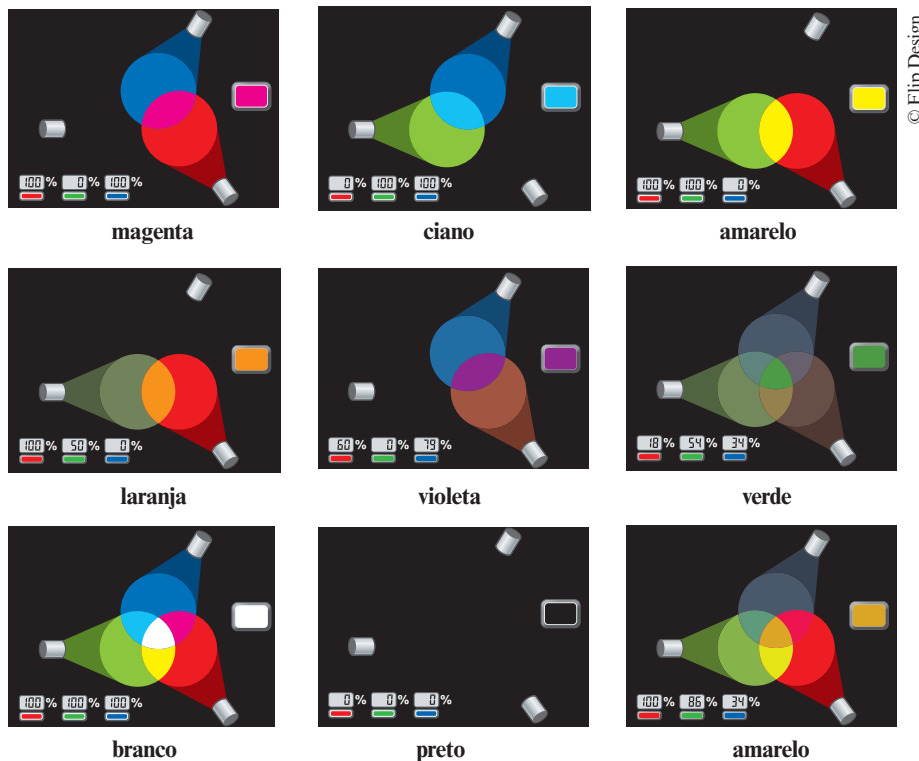 © Flip Design
100 % 0 % 100 %
magenta
0 % 100 % 100 %
ciano
100 % 100 % 0 %
amarelo
100 % 50 % 0 %
laranja
60 % 0 % 79 %
violeta
18 % 54 % 34 %
verde
100 % 100 % 100 %
branco
0 % 0 % 0 %
preto
100 % 86 % 34 %
amarelo